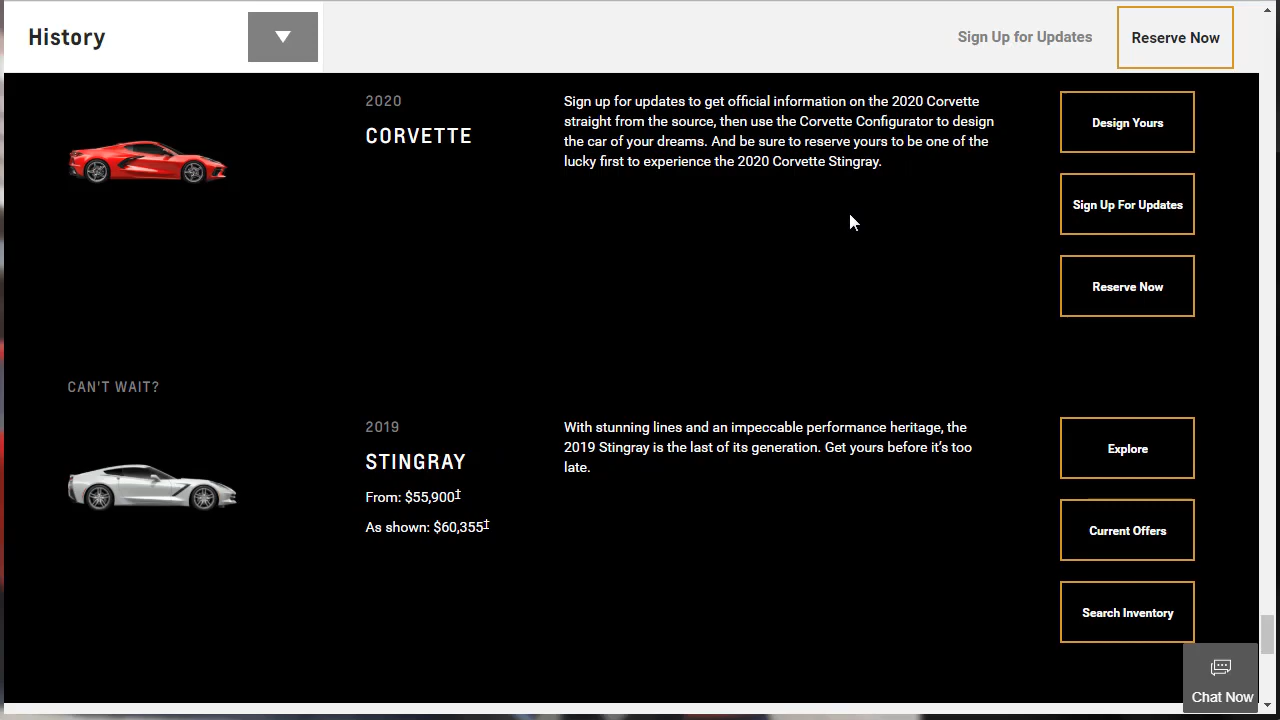 History
Sign Up for Updates
Reserve Now
2020
CORVETTE
Sign up for updates to get official information on the 2020 Corvette
straight from the source, then use the Corvette Configurator to design
the car of your dreams. And be sure to reserve yours to be one of the
lucky first to experience the 2020 Corvette Stingray.
Design Yours
Sign Up For Updates
Reserve Now
CAN'T WAIT?
2019
STINGRAY
From: $55,900‡
As shown: $60,355‡
With stunning lines and an impeccable performance heritage, the
2019 Stingray is the last of its generation. Get yours before it’s too
late.
Explore
Current Offers
Search Inventory
Chat Now